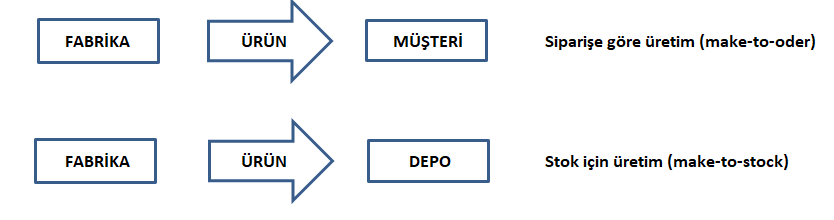 FABRİKA ÜRÜN MÜŞTERİ Siparişe göre üretim (make-to-oder)
FABRİKA ÜRÜN DEPO Stok için üretim (make-to-stock)